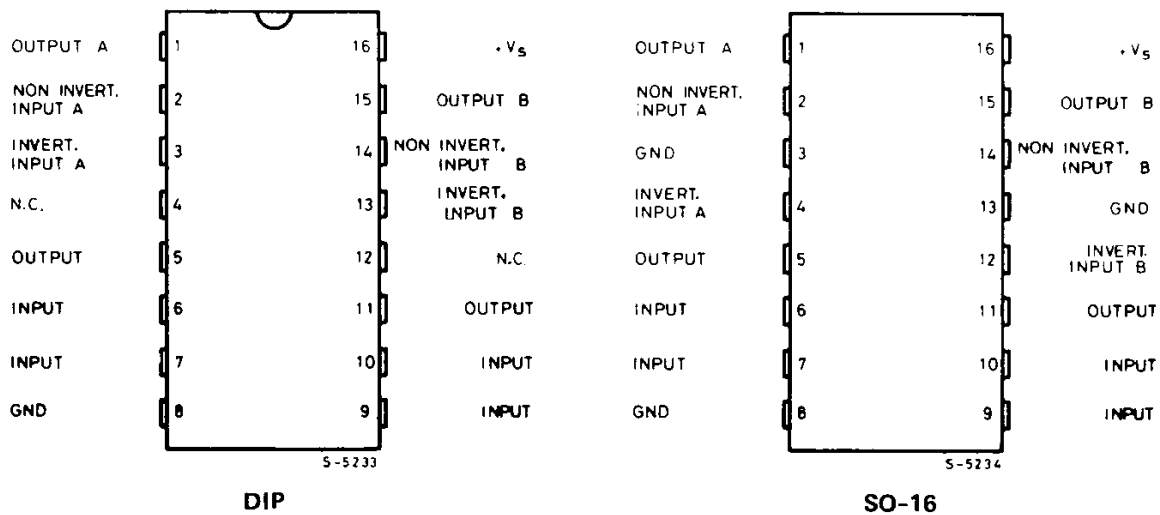 OUTPUT A 1 16 +Vs
NON INVERT.
INPUT A 2 15 OUTPUT B
INVERT.
INPUT A 3 14 NON INVERT.
INPUT B
N.C. 4 13 INVERT.
INPUT B
OUTPUT 5 12 N.C.
INPUT 6 11 OUTPUT
INPUT 7 10 INPUT
GND 8 9 INPUT
S-5233
DIP
OUTPUT A 1 16 +Vs
NON INVERT.
INPUT A 2 15 OUTPUT B
GND 3 14 NON INVERT.
INPUT B
INVERT.
INPUT A 4 13 GND
OUTPUT 5 12 INVERT.
INPUT B
INPUT 6 11 OUTPUT
INPUT 7 10 INPUT
GND 8 9 INPUT
S-5234
SO-16